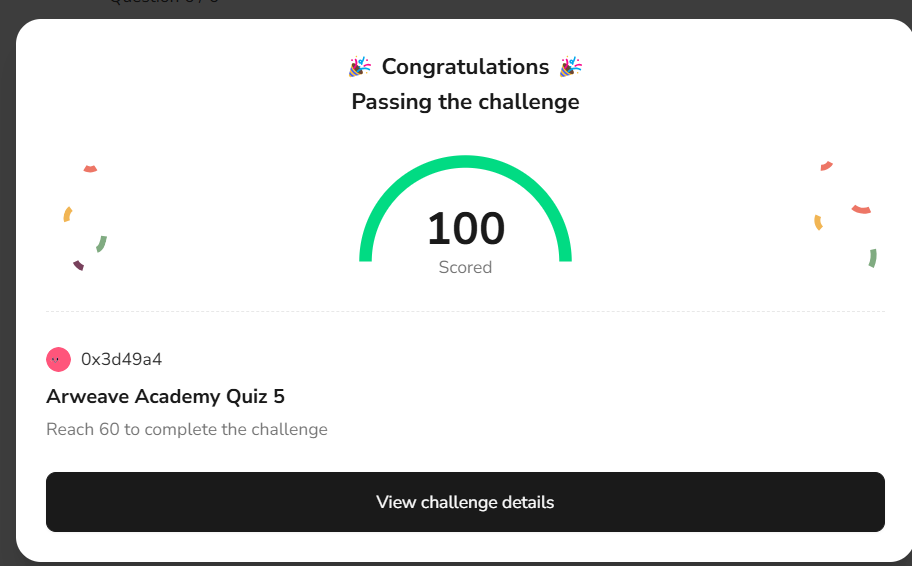 🎉 Congratulations 🎉
Passing the challenge
100
Scored
0x3d49a4
Arweave Academy Quiz 5
Reach 60 to complete the challenge
View challenge details